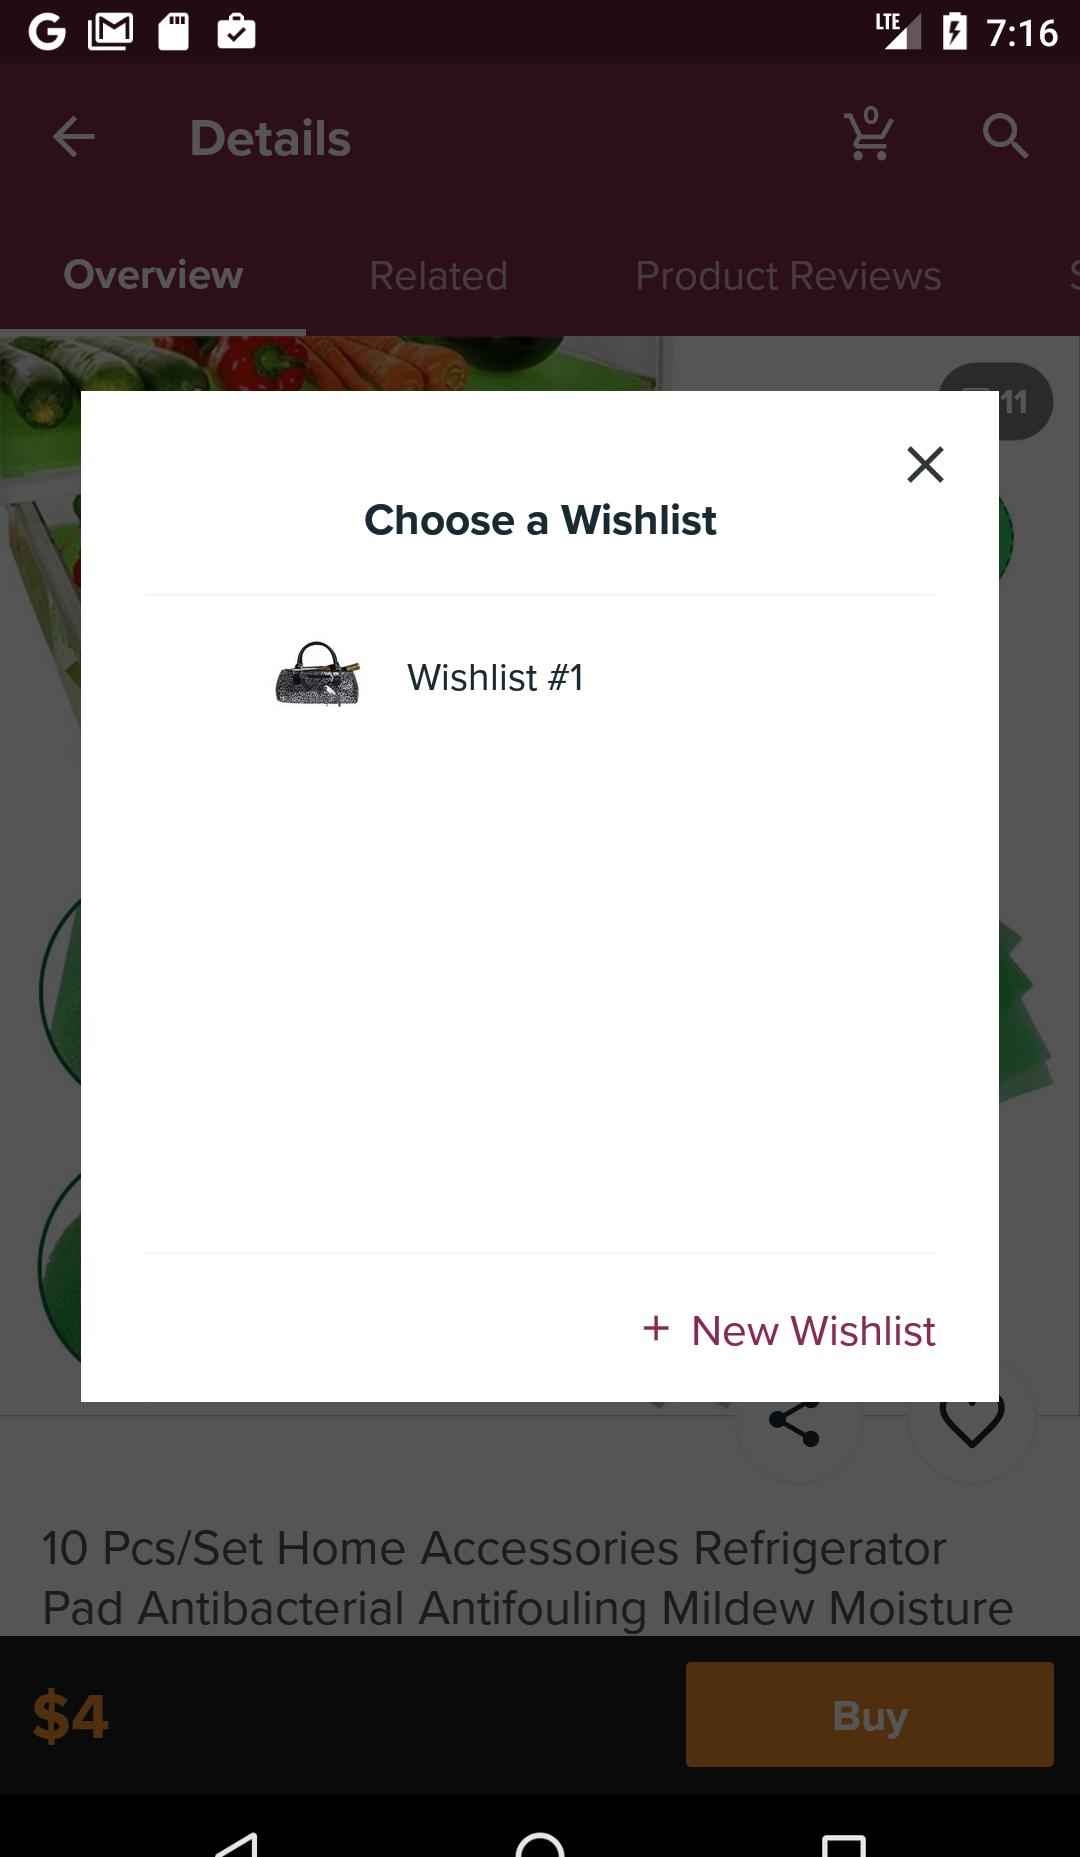 LTE 7:16
Details 0
Overview Related Product Reviews S
11
Choose a Wishlist
Wishlist #1
+ New Wishlist
10 Pcs/Set Home Accessories Refrigerator
Pad Antibacterial Antifouling Mildew Moisture
$4 Buy